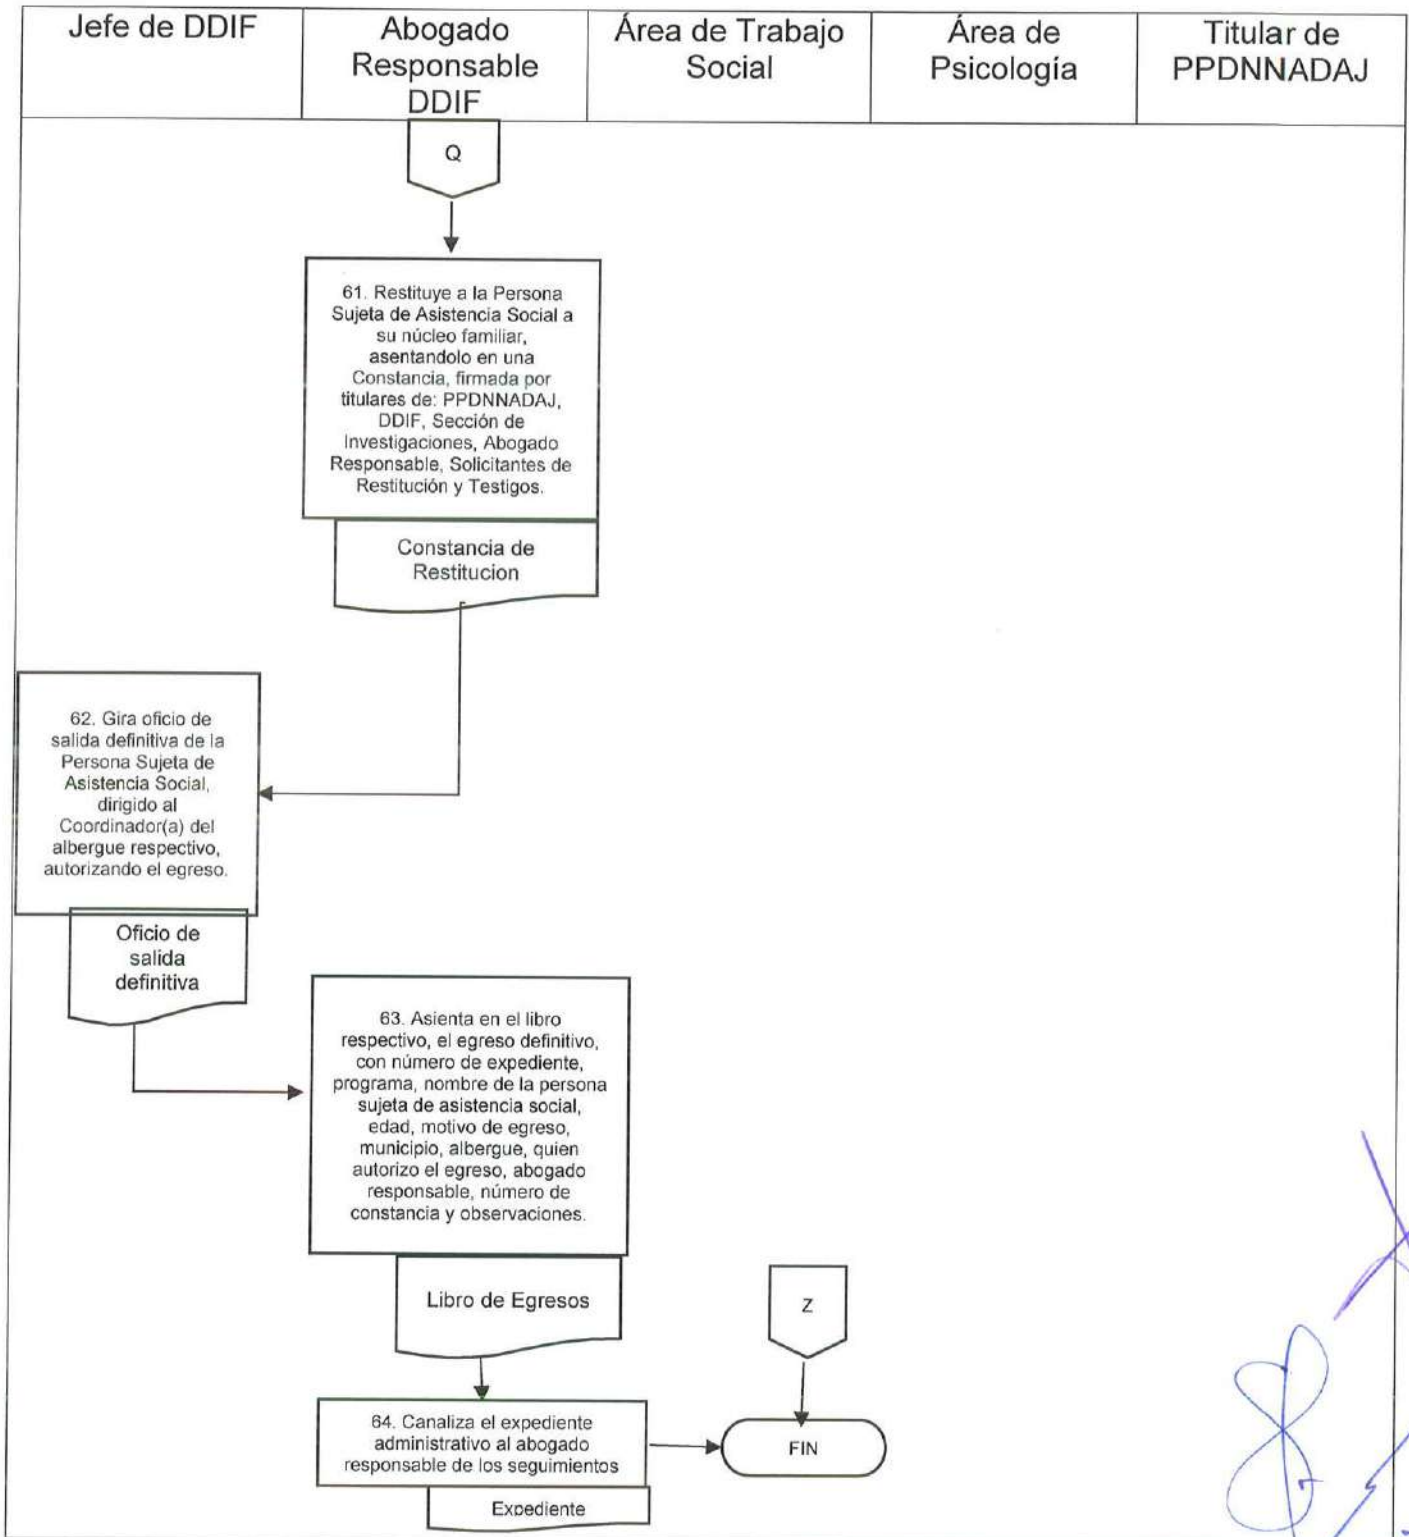 Jefe de DDIF
Abogado
Responsable
DDIF
Área de Trabajo
Social
Área de
Psicología
Titular de
PPDNNADAJ
Q
61. Restituye a la Persona
Sujeta de Asistencia Social a
su núcleo familiar,
asentandolo en una
Constancia, firmada por
titulares de: PPDNNADAJ,
DDIF, Sección de
Investigaciones, Abogado
Responsable, Solicitantes de
Restitución y Testigos.
Constancia de
Restitucion
62. Gira oficio de
salida definitiva de la
Persona Sujeta de
Asistencia Social,
dirigido al
Coordinador(a) del
albergue respectivo,
autorizando el egreso.
Oficio de
salida
definitiva
63. Asienta en el libro
respectivo, el egreso definitivo,
con número de expediente,
programa, nombre de la persona
sujeta de asistencia social,
edad, motivo de egreso,
municipio, albergue, quien
autorizo el egreso, abogado
responsable, número de
constancia y observaciones.
Libro de Egresos
Z
64. Canaliza el expediente
administrativo al abogado
responsable de los seguimientos
FIN
Expediente